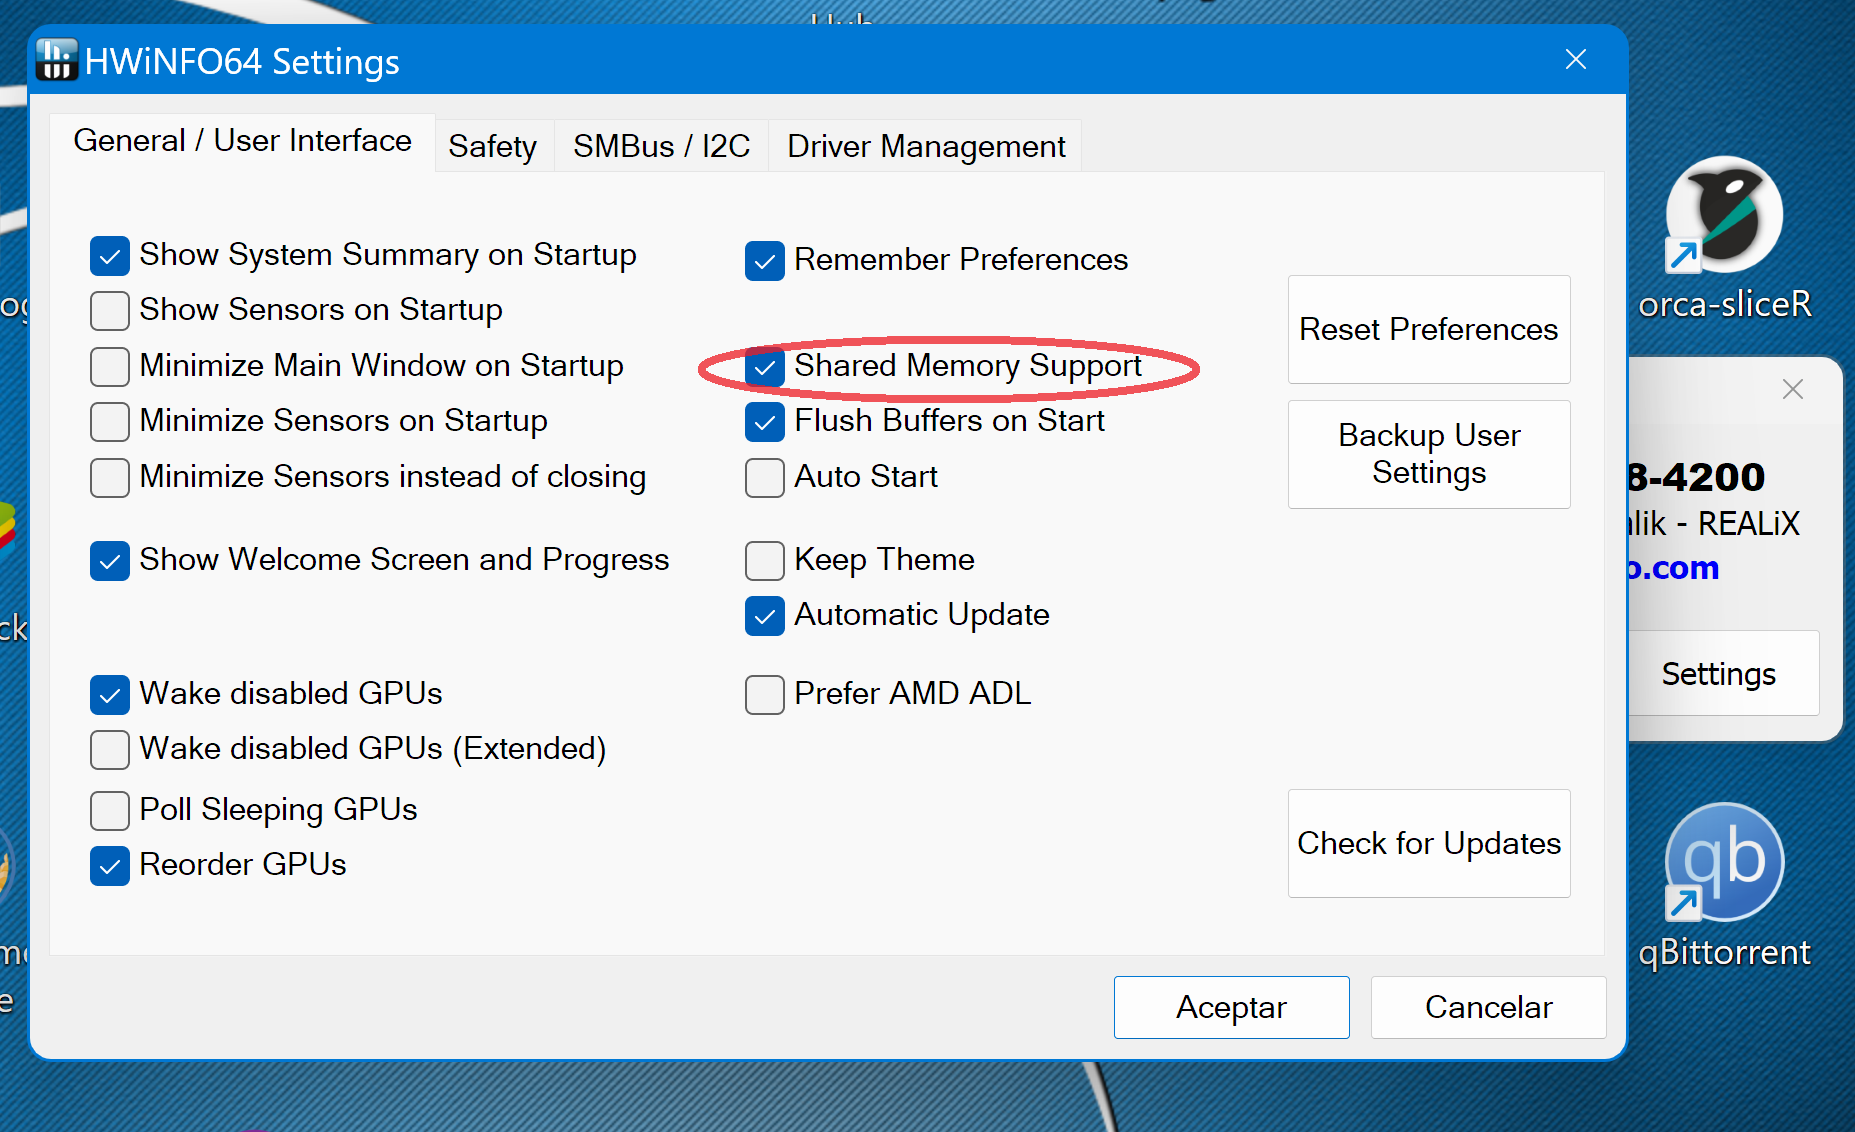 HWiNFO64 Settings
General / User Interface
Safety
SMBus / I2C
Driver Management
Show System Summary on Startup
Show Sensors on Startup
Minimize Main Window on Startup
Minimize Sensors on Startup
Minimize Sensors instead of closing
Show Welcome Screen and Progress
Wake disabled GPUs
Wake disabled GPUs (Extended)
Poll Sleeping GPUs
Reorder GPUs
Remember Preferences
Shared Memory Support
Flush Buffers on Start
Auto Start
Keep Theme
Automatic Update
Prefer AMD ADL
Reset Preferences
Backup User
Settings
Check for Updates
Aceptar
Cancelar
orca-sliceR
8-4200
- REALiX
o.com
Settings
qb
qBittorrent